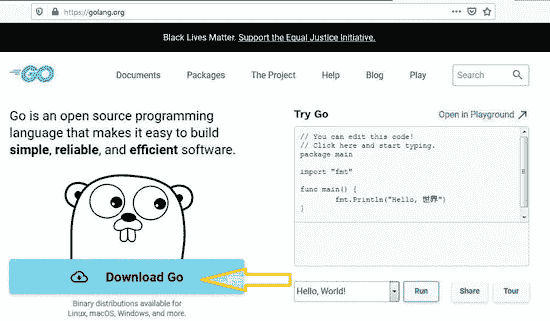 https://golang.org
Black Lives Matter. Support the Equal Justice Initiative.
GO
Documents Packages The Project Help Blog Play Search
Go is an open source programming
language that makes it easy to build
simple, reliable, and efficient software.
Download Go
Binary distributions available for
Linux, macOS, Windows, and more.
Try Go
Open in Playground
// You can edit this code!
// Click here and start typing.
package main
import "fmt"
func main() {
fmt.Println("Hello, 世界")
}
Hello, World! Run Share Tour